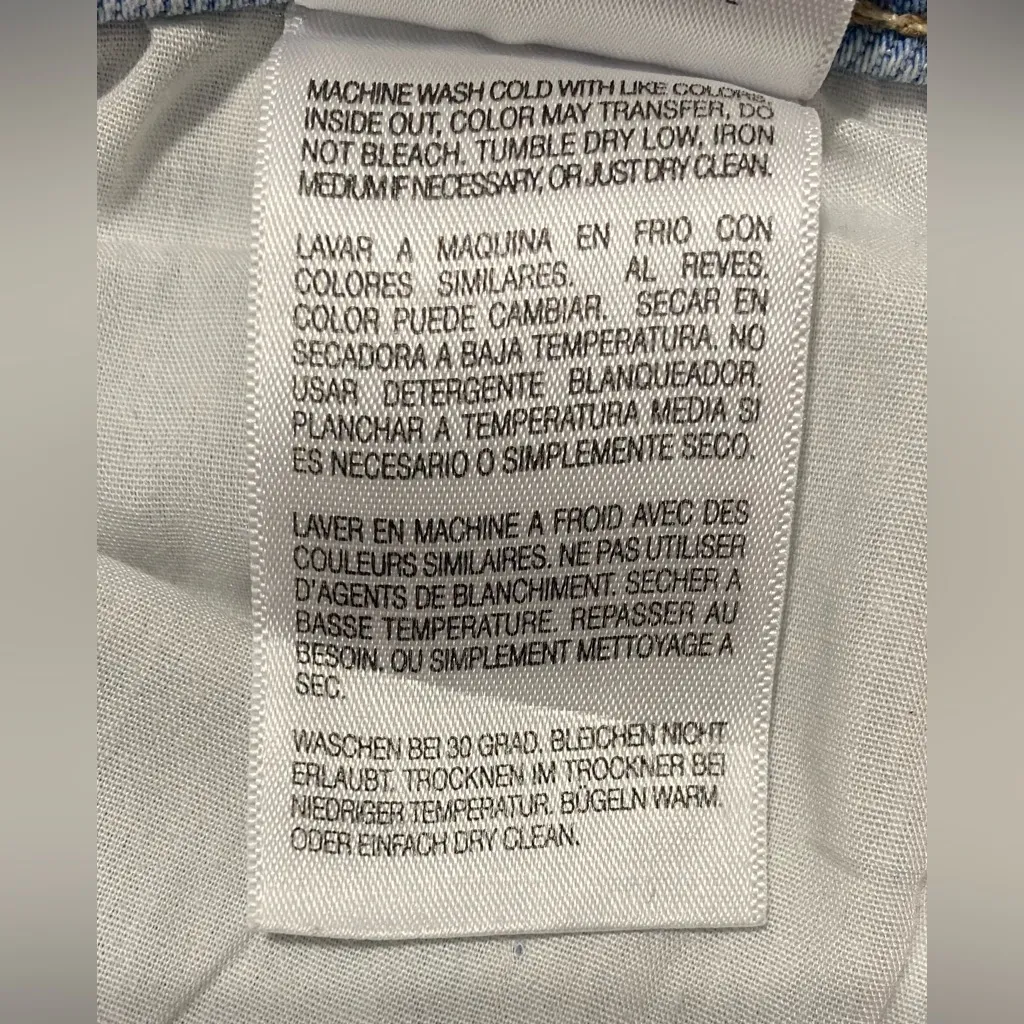 MACHINE WASH COLD WITH LIKE COLORS,
INSIDE OUT, COLOR MAY TRANSFER, DO
NOT BLEACH. TUMBLE DRY LOW, IRON
MEDIUM IF NECESSARY, OR JUST DRY CLEAN.
LAVAR A MAQUINA EN FRIO CON
COLORES SIMILARES. AL REVES.
COLOR PUEDE CAMBIAR. SECAR EN
SECADORA A BAJA TEMPERATURA. NO
USAR DETERGENTE BLANQUEADOR.
PLANCHAR A TEMPERATURA MEDIA SI
ES NECESARIO O SIMPLEMENTE SECO.
LAVER EN MACHINE A FROID AVEC DES
COULEURS SIMILAIRES. NE PAS UTILISER
D'AGENTS DE BLANCHIMENT. SECHER A
BASSE TEMPERATURE. REPASSER AU
BESOIN. OU SIMPLEMENT METTOYAGE A
SEC.
WASCHEN BEI 30 GRAD. BLEICHEN NICHT
ERLAUBT. TROCKNEN IM TROCKNER BEI
NIEDRIGER TEMPERATUR. BÜGELN WARM.
ODER EINFACH DRY CLEAN.